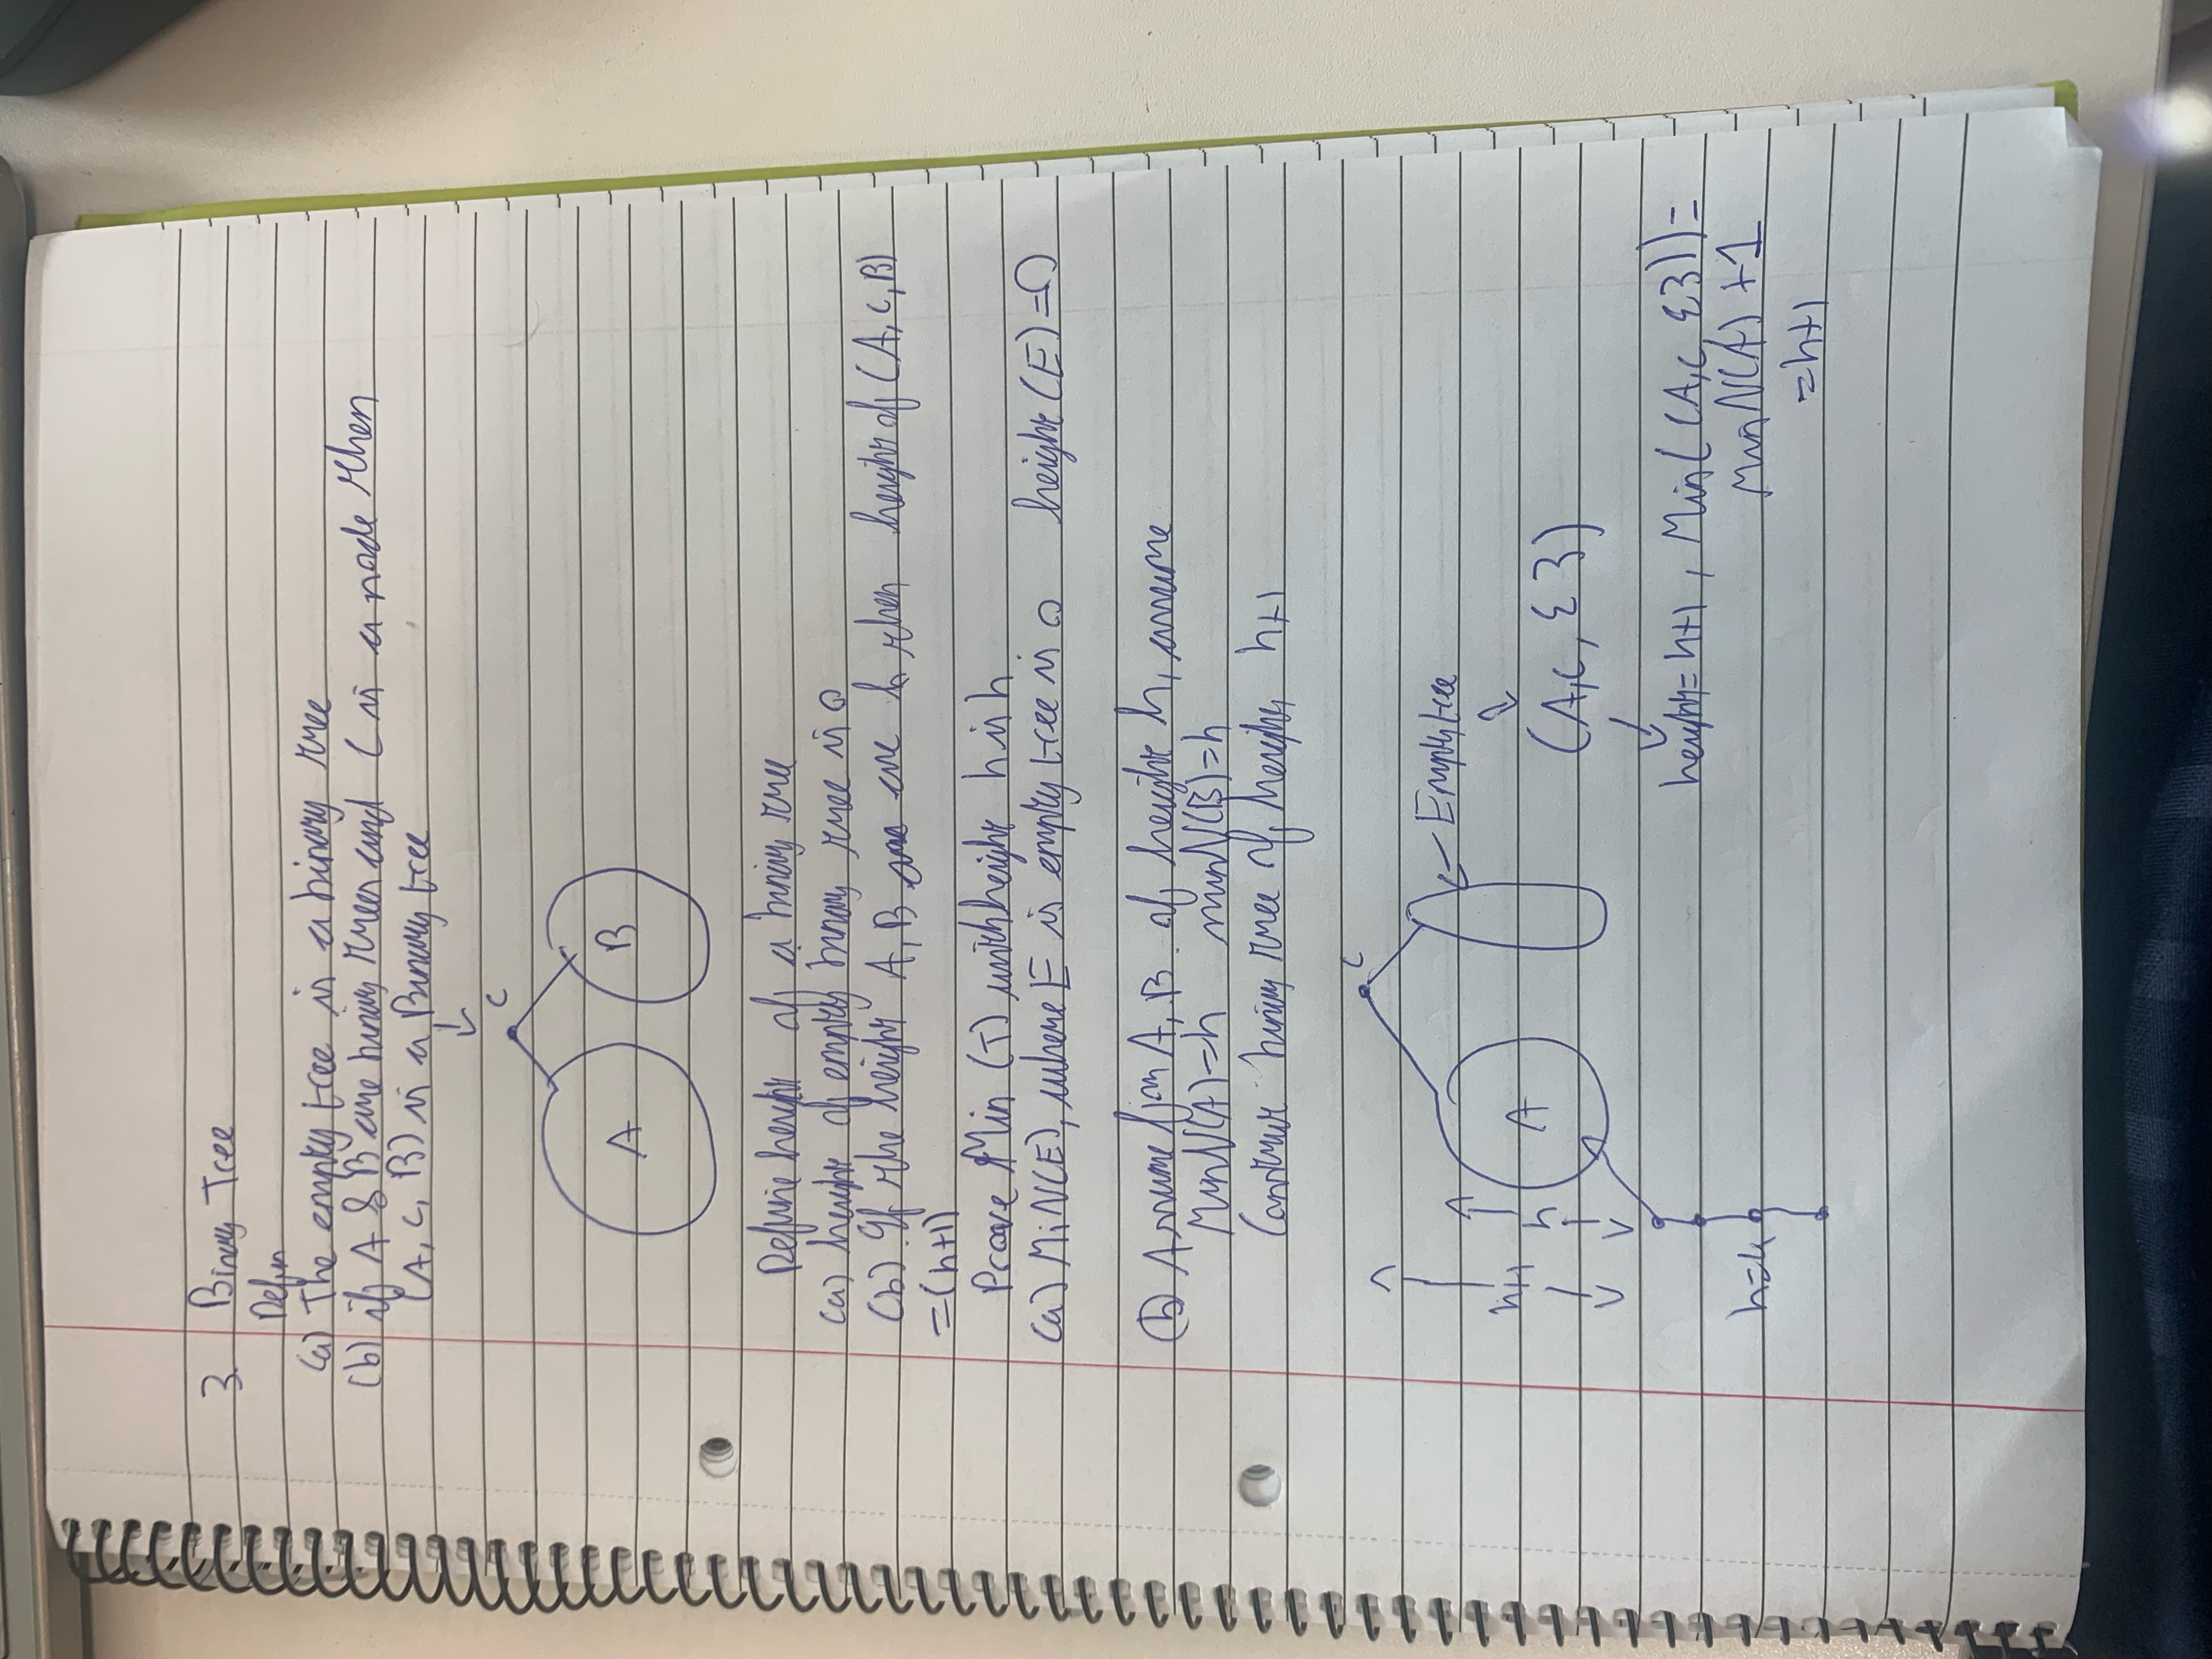 3. Binary Tree
Defn
(a) The empty tree is a binary tree
(b) if A & B are binary trees and C is a node then
(A, C, B) is a Binary tree
↓
C
A B
Define height of a binary tree
(a) height of empty binary tree is 0
(b) If the height A, B are h then height of (A, C, B)
=(h+1)
Prove Min (T) with height h is h
(a) MiN(E), where E is empty tree is 0 height (E)=0
(b) Assume for A, B of height h, assume
MinN(A)=h minN(B)=h
Construct binary tree of height h+1
C
← Empty tree
h+1 h A
(A,C, {})
height=h+1, Min( (A,C, {}))=
MinN(A) +1
h=4
=h+1